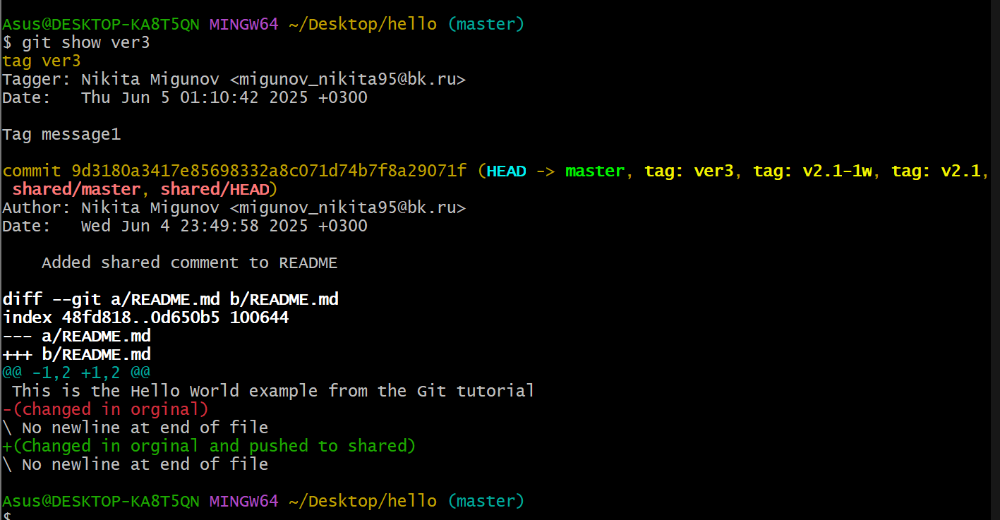 Asus@DESKTOP-KA8T5QN MINGW64 ~/Desktop/hello (master)
$ git show ver3
tag ver3
Tagger: Nikita Migunov <migunov_nikita95@bk.ru>
Date:   Thu Jun 5 01:10:42 2025 +0300
Tag message1
commit 9d3180a3417e85698332a8c071d74b7f8a29071f (HEAD -> master, tag: ver3, tag: v2.1-1w, tag: v2.1,
 shared/master, shared/HEAD)
Author: Nikita Migunov <migunov_nikita95@bk.ru>
Date:   Wed Jun 4 23:49:58 2025 +0300
    Added shared comment to README
diff --git a/README.md b/README.md
index 48fd818..0d650b5 100644
--- a/README.md
+++ b/README.md
@@ -1,2 +1,2 @@
 This is the Hello World example from the Git tutorial
-(changed in orginal)
\ No newline at end of file
+(Changed in orginal and pushed to shared)
\ No newline at end of file
Asus@DESKTOP-KA8T5QN MINGW64 ~/Desktop/hello (master)
$